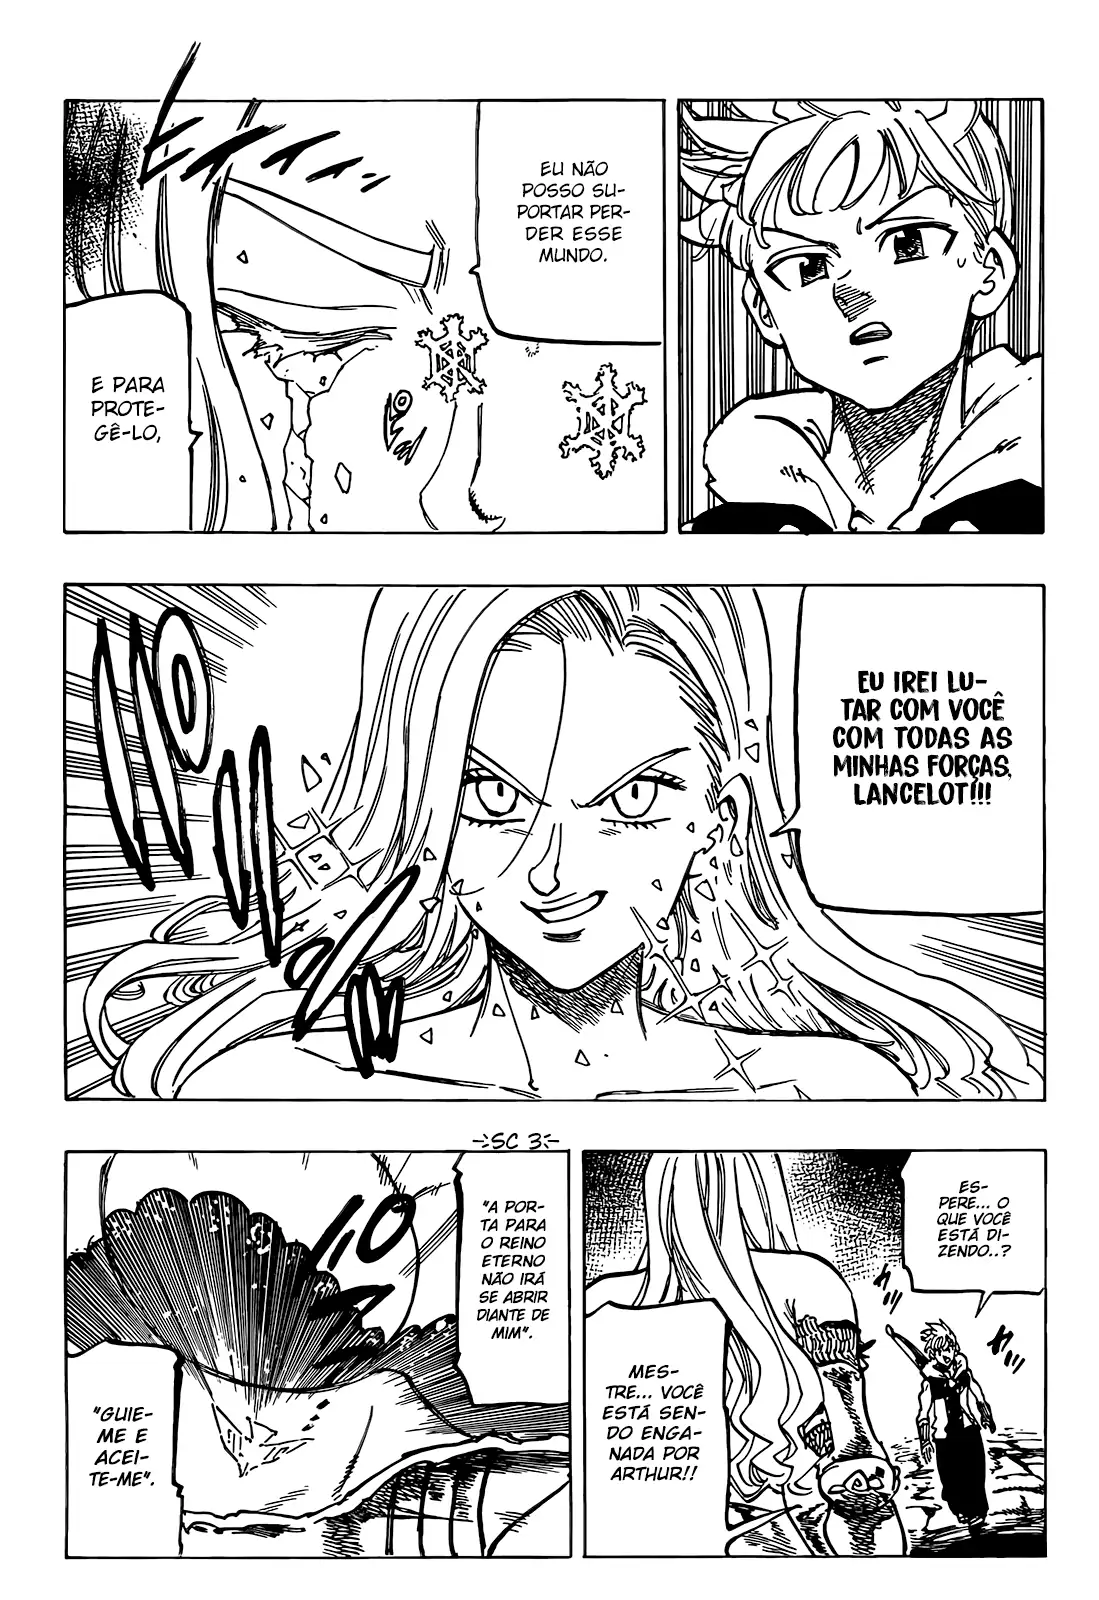 EU NÃO
POSSO SU-
PORTAR PER-
DER ESSE
MUNDO.
E PARA
PROTE-
GÊ-LO,
EU IREI LU-
TAR COM VOCÊ
COM TODAS AS
MINHAS FORÇAS,
LANCELOT!!!
SC 3
ES-
PERE... O
QUE VOCÊ
ESTÁ DI-
ZENDO..?
MES-
TRE... VOCÊ
ESTÁ SEN-
DO ENGA-
NADA POR
ARTHUR!!
"A POR-
TA PARA
O REINO
ETERNO
NÃO IRÁ
SE ABRIR
DIANTE DE
MIM".
"GUIE-
ME E
ACEI-
TE-ME".